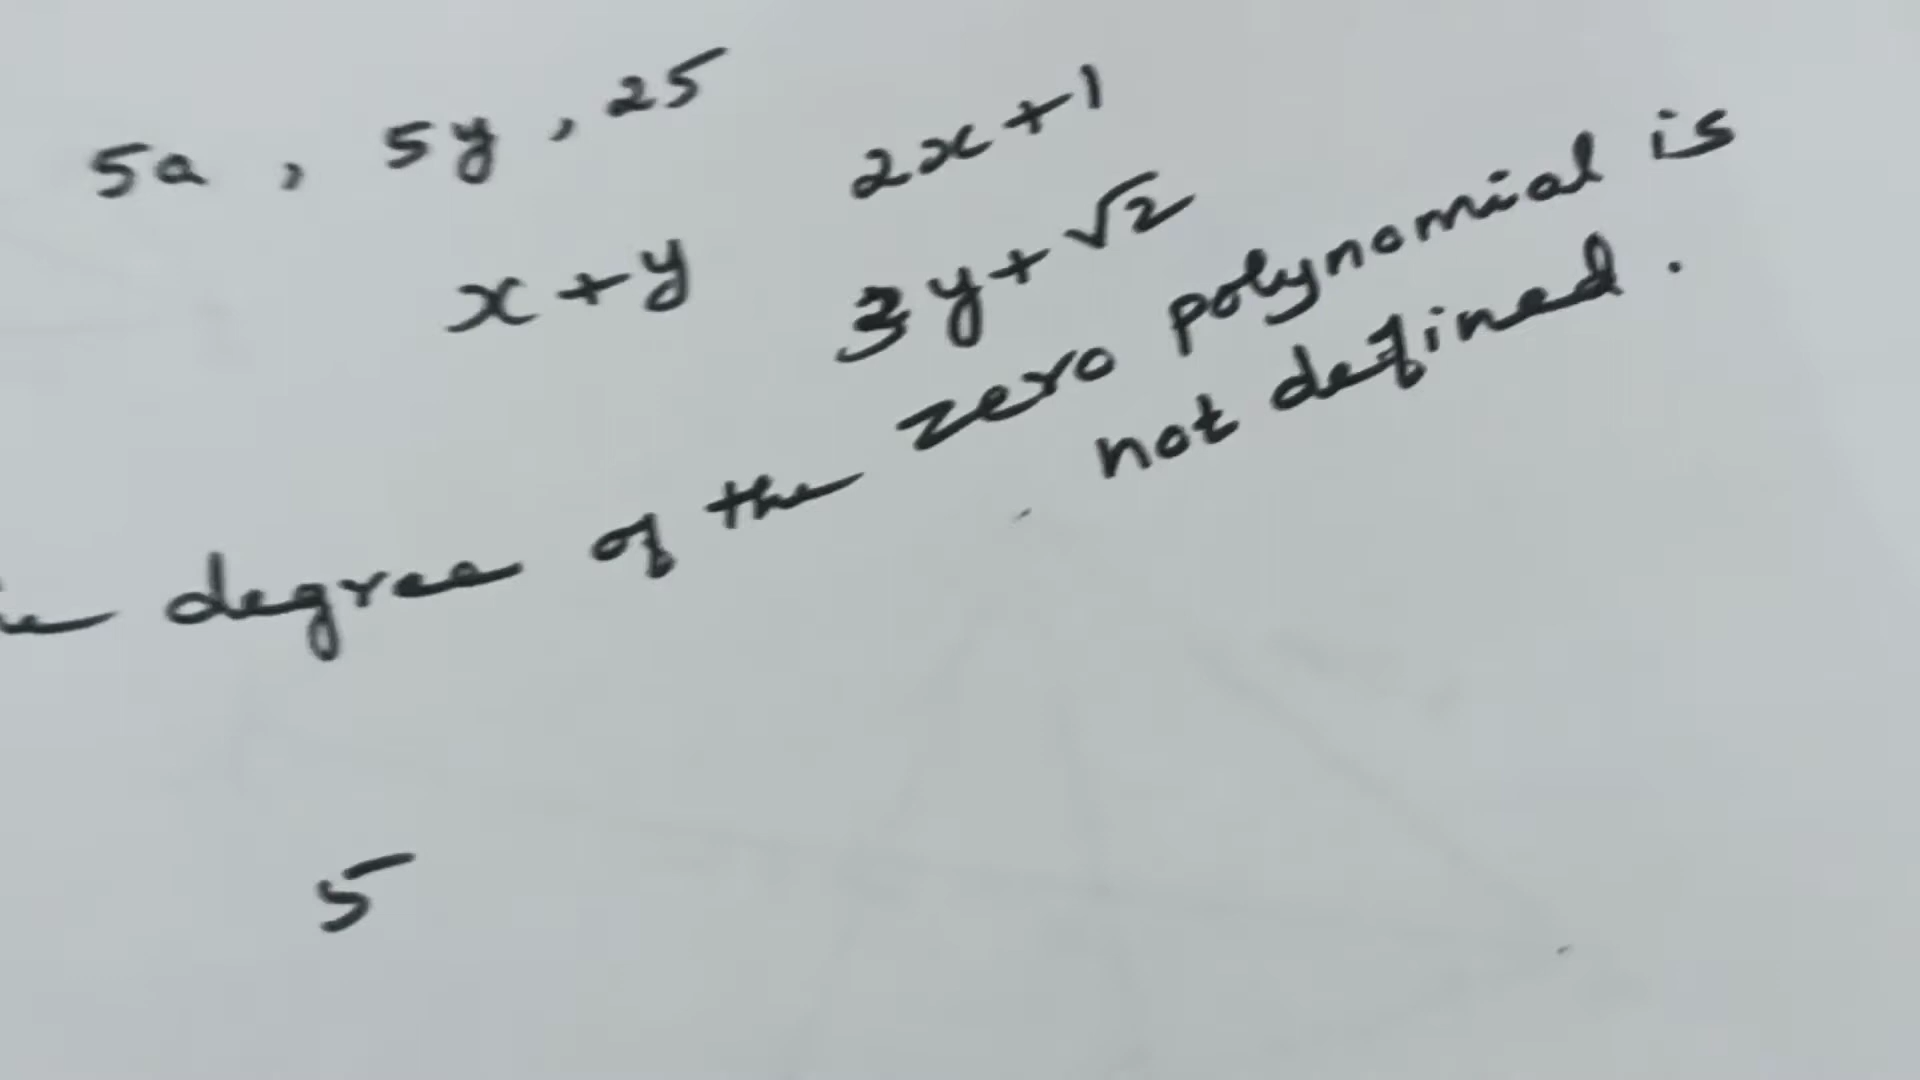 5a , 5y , 25
2x+1
x+y
3y+√2
degree of the zero polynomial is
not defined.
5